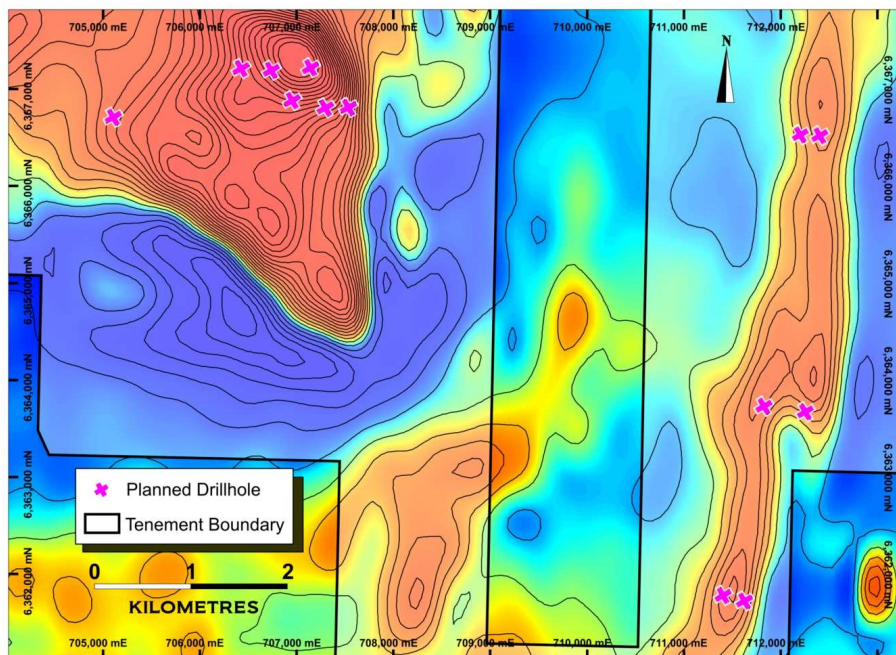 705,000 mE 706,000 mE 707,000 mE 708,000 mE 709,000 mE 710,000 mE 711,000 mE 712,000 mE
N
6,367,000 mN
6,366,000 mN
6,365,000 mN
6,364,000 mN
6,363,000 mN
6,362,000 mN
6,367,000 mN
6,366,000 mN
6,365,000 mN
6,364,000 mN
6,363,000 mN
6,362,000 mN
Planned Drillhole
Tenement Boundary
0 1 2
KILOMETRES
705,000 mE 706,000 mE 707,000 mE 708,000 mE 709,000 mE 710,000 mE 711,000 mE 712,000 mE